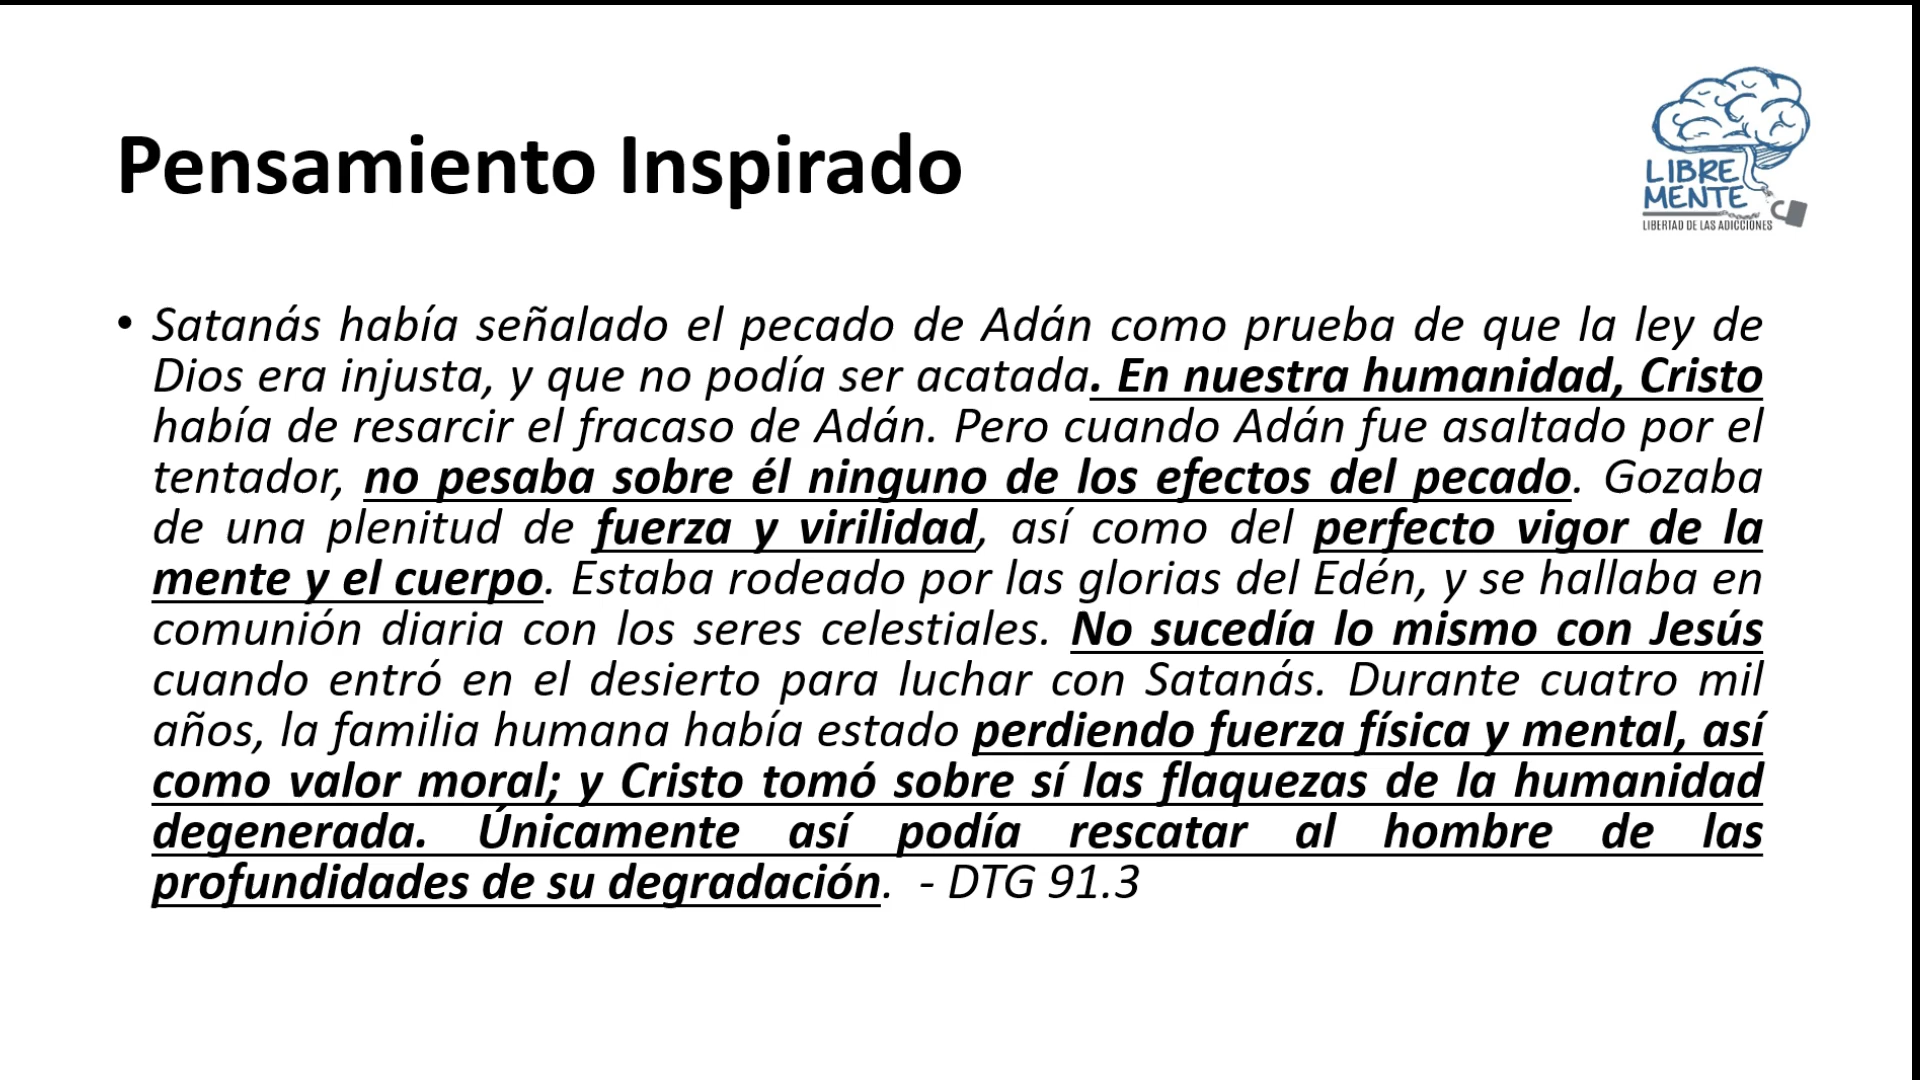 Pensamiento Inspirado
LIBRE
MENTE
LIBERTAD DE LAS ADICCIONES
• Satanás había señalado el pecado de Adán como prueba de que la ley de
Dios era injusta, y que no podía ser acatada. En nuestra humanidad, Cristo
había de resarcir el fracaso de Adán. Pero cuando Adán fue asaltado por el
tentador, no pesaba sobre él ninguno de los efectos del pecado. Gozaba
de una plenitud de fuerza y virilidad, así como del perfecto vigor de la
mente y el cuerpo. Estaba rodeado por las glorias del Edén, y se hallaba en
comunión diaria con los seres celestiales. No sucedía lo mismo con Jesús
cuando entró en el desierto para luchar con Satanás. Durante cuatro mil
años, la familia humana había estado perdiendo fuerza física y mental, así
como valor moral; y Cristo tomó sobre sí las flaquezas de la humanidad
degenerada. Únicamente así podía rescatar al hombre de las
profundidades de su degradación. - DTG 91.3